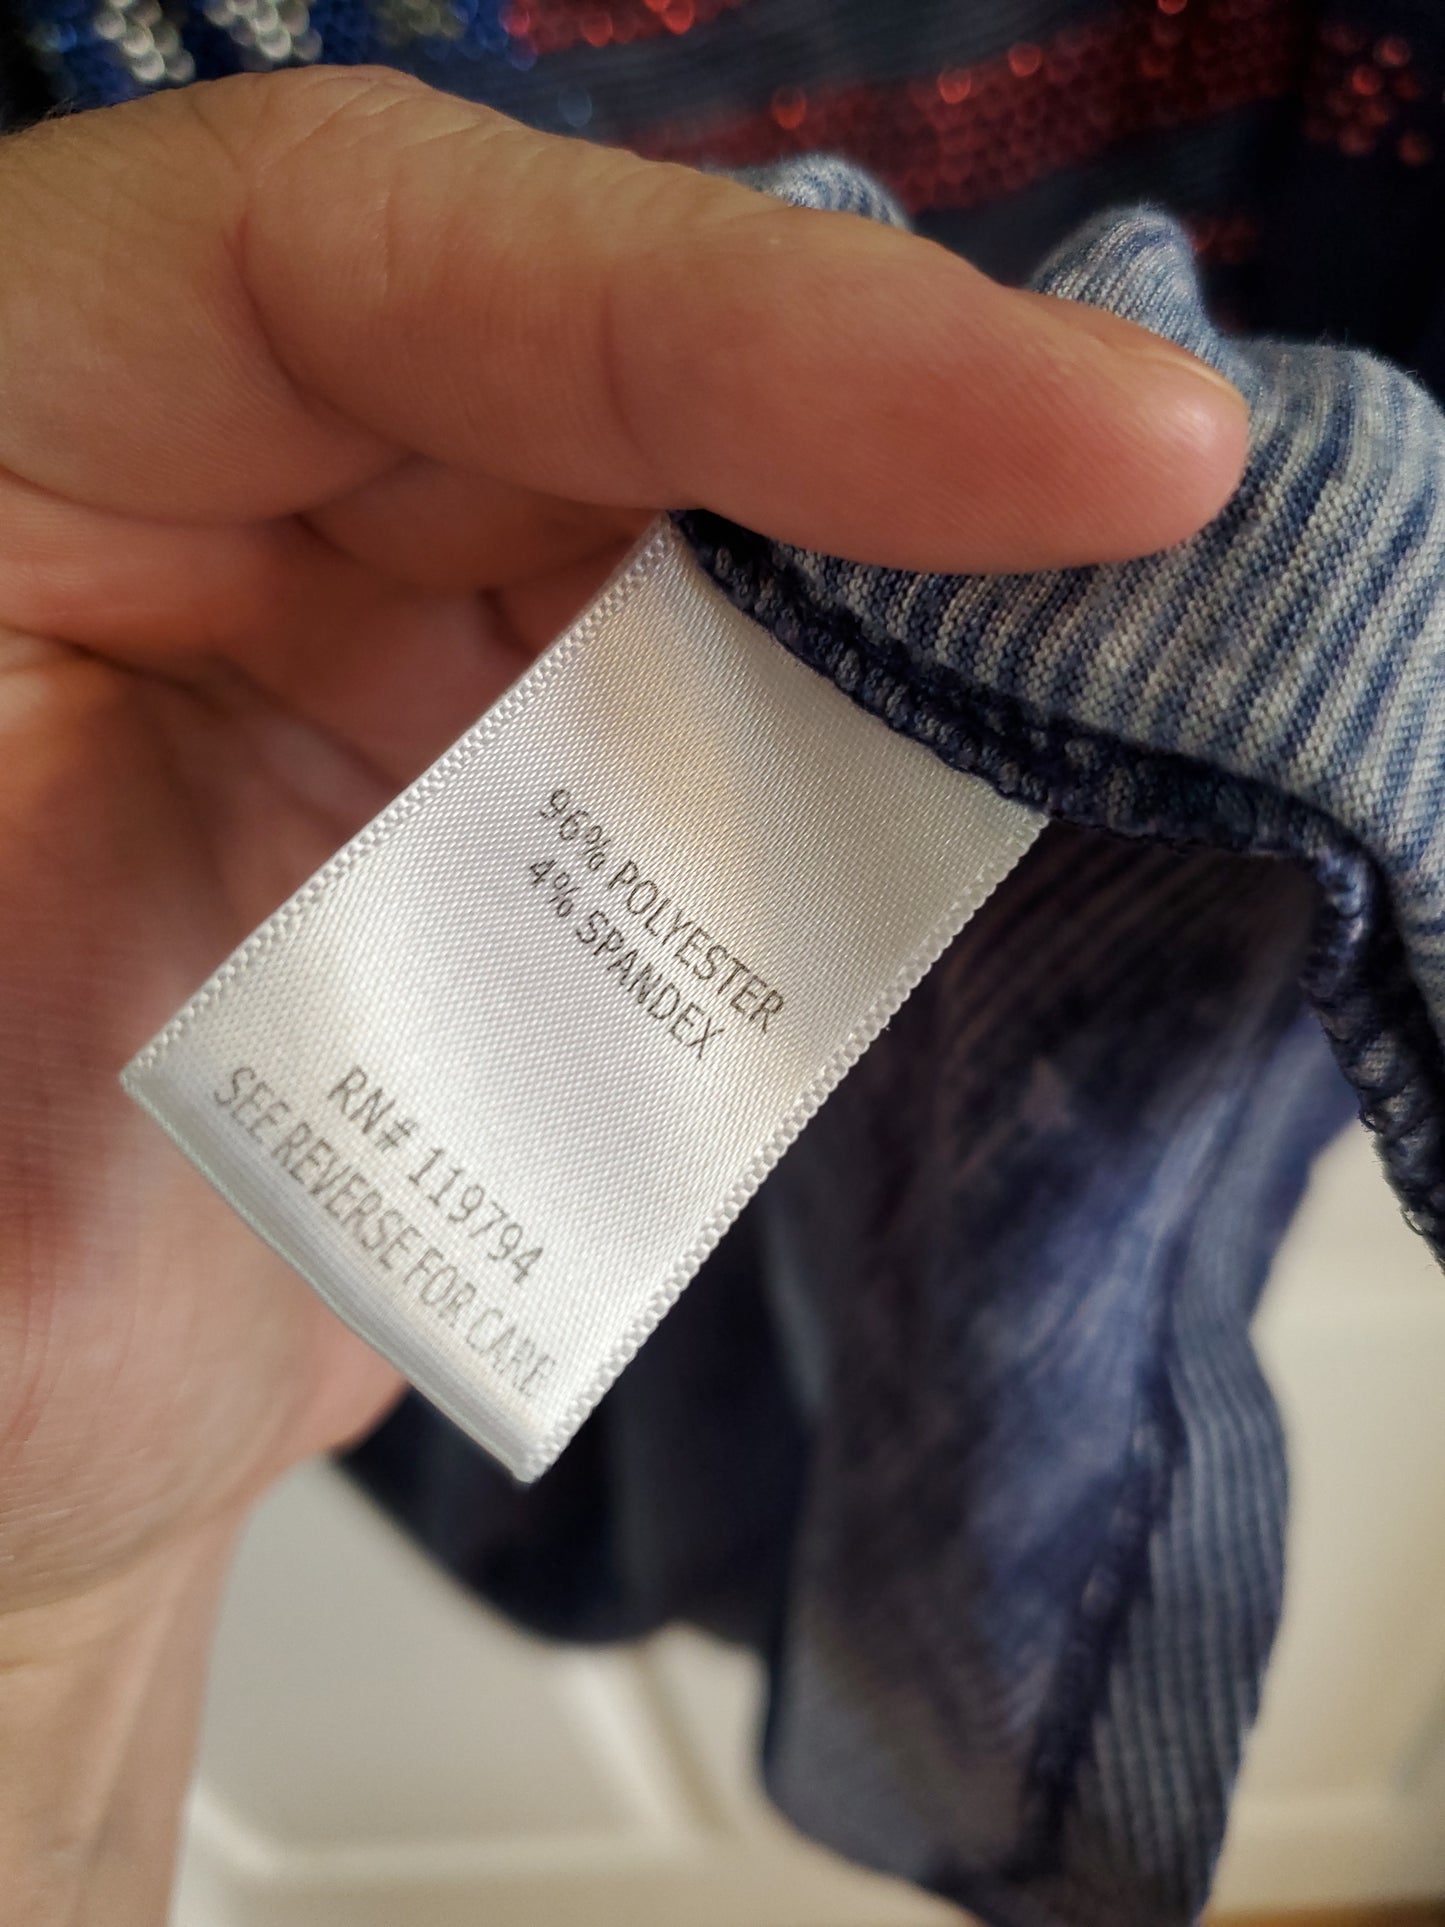 96% POLYESTER
4% SPANDEX
RN# 119794
SEE REVERSE FOR CARE